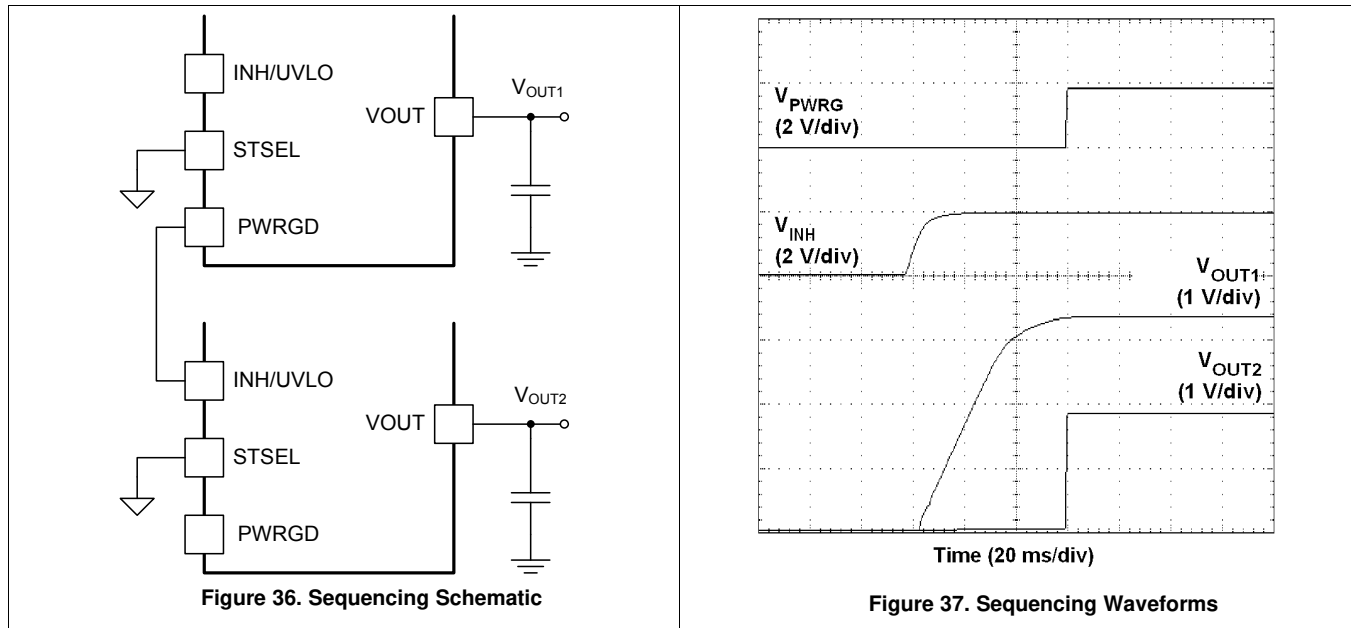 INH/UVLO
VOUT
VOUT1
STSEL
PWRGD
INH/UVLO
VOUT
VOUT2
STSEL
PWRGD
Figure 36. Sequencing Schematic
VPWRG
(2 V/div)
VINH
(2 V/div)
VOUT1
(1 V/div)
VOUT2
(1 V/div)
Time (20 ms/div)
Figure 37. Sequencing Waveforms